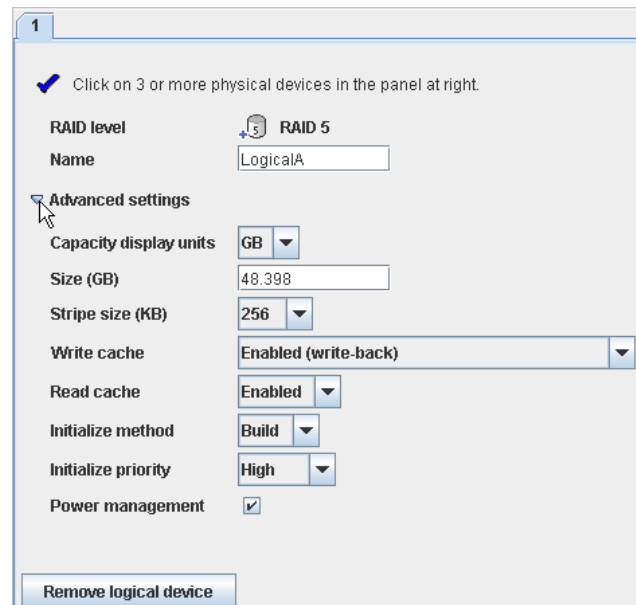 1
Click on 3 or more physical devices in the panel at right.
RAID level 5 RAID 5
Name LogicalA
Advanced settings
Capacity display units GB
Size (GB) 48.398
Stripe size (KB) 256
Write cache Enabled (write-back)
Read cache Enabled
Initialize method Build
Initialize priority High
Power management
Remove logical device